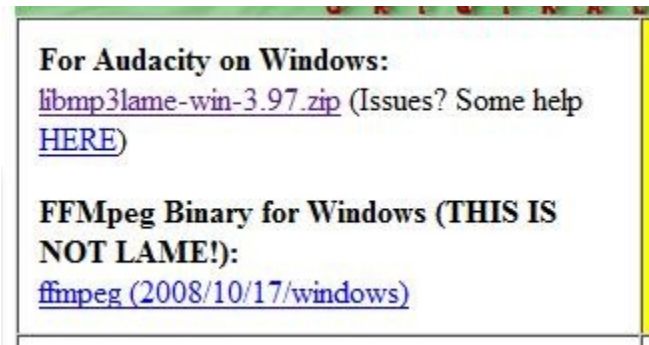 For Audacity on Windows:
libmp3lame-win-3.97.zip (Issues? Some help
HERE)
FFMpeg Binary for Windows (THIS IS
NOT LAME!):
ffmpeg (2008/10/17/windows)